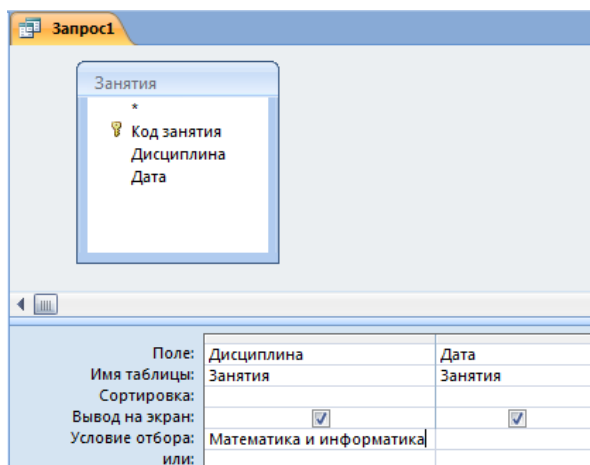 Запрос1
Занятия
*
Код занятия
Дисциплина
Дата
Поле: Дисциплина Дата
Имя таблицы: Занятия Занятия
Сортировка:
Вывод на экран:
Условие отбора: Математика и информатика
или: